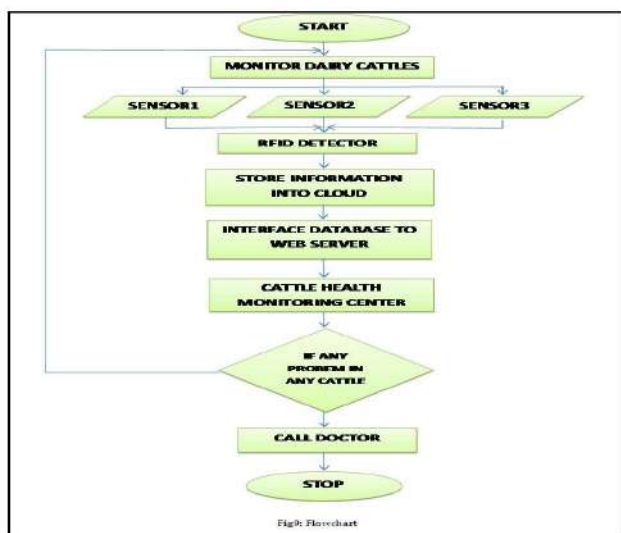 START
MONITOR DAIRY CATTLES
SENSOR1
SENSOR2
SENSOR3
RFID DETECTOR
STORE INFORMATION
INTO CLOUD
INTERFACE DATABASE TO
WEB SERVER
CATTLE HEALTH
MONITORING CENTER
IF ANY
PROBEM IN
ANY CATTLE
CALL DOCTOR
STOP
Fig9: Flowchart